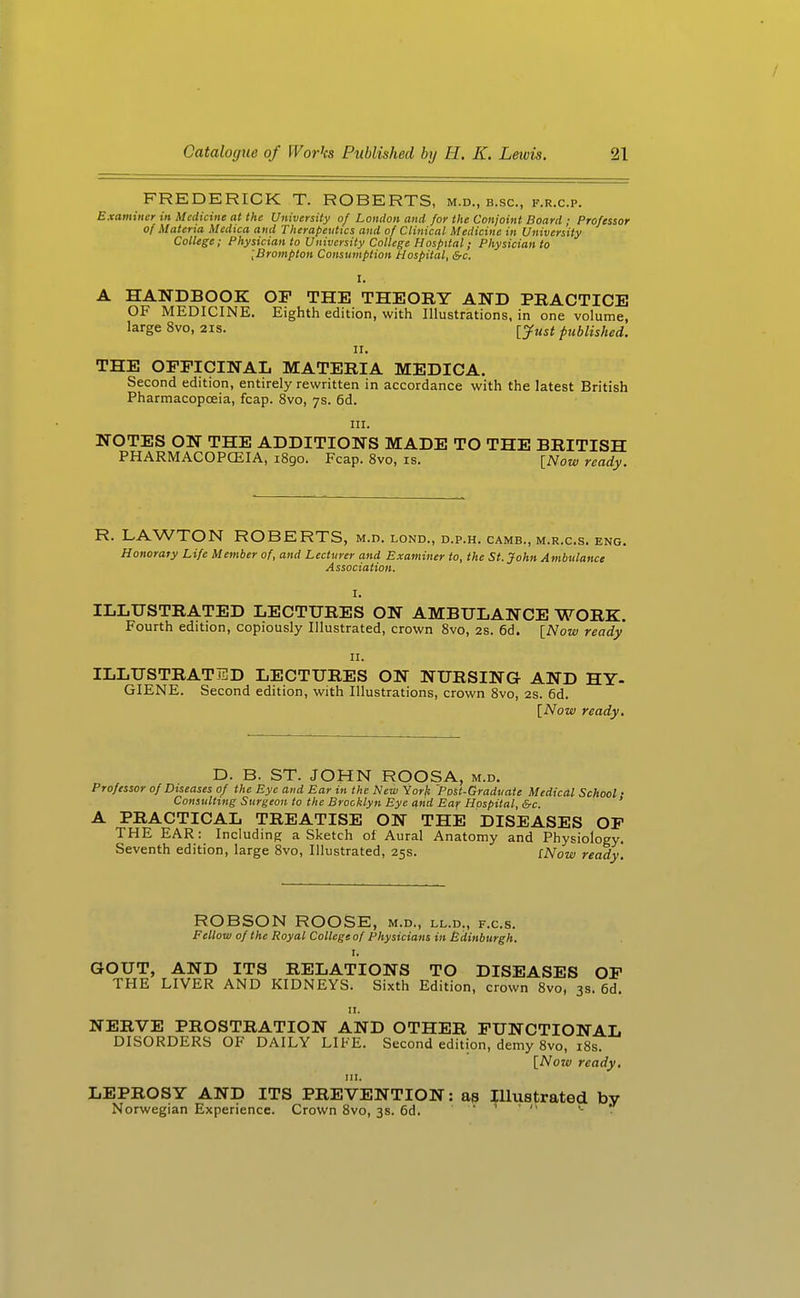 Catalogue of Works Published by H. K. Lewis. 21
FREDERICK T. ROBERTS, M.D., B.SC., F.R.C.P.
Examiner in Medicine at the University of London and for the Conjoint Board; Professor
of Materia Medica and Therapeutics and of Clinical Medicine in University
College; Physician to University College Hospital; Physician to
Brompton Consumption Hospital, &c.
I.
A HANDBOOK OF THE THEORY AND PRACTICE
OF MEDICINE. Eighth edition, with Illustrations, in one volume,
large 8vo, 21s. [Just published.
II.
THE OFFICINAL MATERIA MEDICA.
Second edition, entirely rewritten in accordance with the latest British
Pharmacopœia, fcap. 8vo, 7s. 6d.
III.
NOTES ON THE ADDITIONS MADE TO THE BRITISH
PHARMACOPŒIA, 1890. Fcap. 8vo, 1s. [Now ready.
R. LAWTON ROBERTS, M.D. LOND., D.P.H. CAMB., M.R.C.S. ENG.
Honorary Life Member of, and Lecturer and Examiner to, the St. John Ambulance
Association.
I.
ILLUSTRATED LECTURES ON AMBULANCE WORK.
Fourth edition, copiously Illustrated, crown 8vo, 2s. 6d. [Now ready
II.
ILLUSTRATED LECTURES ON NURSING AND HY-
GIENE. Second edition, with Illustrations, crown 8vo, 2s. 6d.
[Now ready.
D. B. ST. JOHN ROOSA, M.D.
Professor of Diseases of the Eye and Ear in the New York Post-Graduate Medical School;
Consulting Surgeon to the Brooklyn Eye and Ear Hospital, &c.
A PRACTICAL TREATISE ON THE DISEASES OF
THE EAR: Including a Sketch of Aural Anatomy and Physiology.
Seventh edition, large 8vo, Illustrated, 25s. [Now ready.
ROBSON ROOSE, M.D., LL.D., F.C.S.
Fellow of the Royal College of Physicians in Edinburgh.
I.
GOUT, AND ITS RELATIONS TO DISEASES OF
THE LIVER AND KIDNEYS. Sixth Edition, crown 8vo, 3s. 6d.
II.
NERVE PROSTRATION AND OTHER FUNCTIONAL
DISORDERS OF DAILY LIFE. Second edition, demy 8vo, 18s.
[Now ready.
III.
LEPROSY AND ITS PREVENTION: as Illustrated by
Norwegian Experience. Crown 8vo, 3s. 6d.